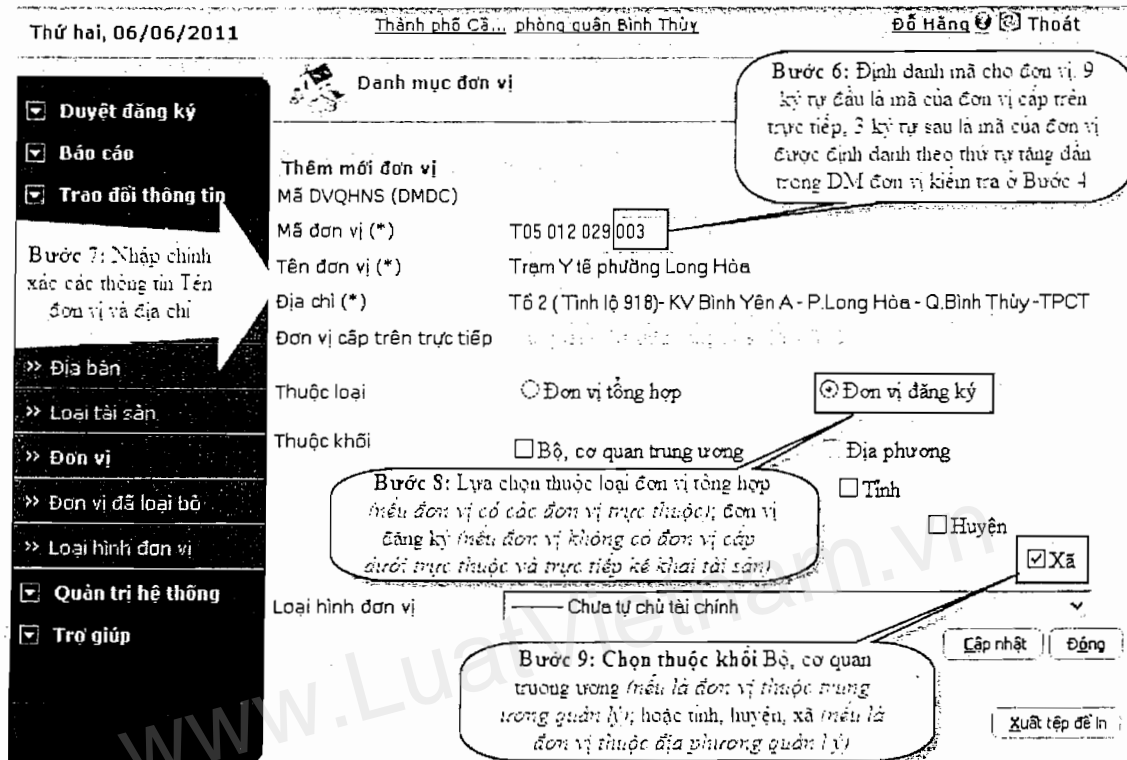 Thứ hai, 06/06/2011
Thành phố Cầ... phòng quân Bình Thủy
Đỗ Hằng Thoát
Duyệt đăng ký
Báo cáo
Trao đổi thông tin
Bước 7: Nhập chính
xác các thông tin Tên
đơn vị và địa chỉ
>> Địa bàn
>> Loại tài sản
>> Đơn vị
>> Đơn vị đã loại bỏ
>> Loại hình đơn vị
Quản trị hệ thống
Trợ giúp
Danh mục đơn vị
Bước 6: Định danh mã cho đơn vị. 9
ký tự đầu là mã của đơn vị cấp trên
trực tiếp, 3 ký tự sau là mã của đơn vị
được định danh theo thứ tự tăng dần
trong DM đơn vị kiểm tra ở Bước 4
Thêm mới đơn vị
Mã DVQHNS (DMDC)
Mã đơn vị (*) T05 012 029 003
Tên đơn vị (*) Trạm Y tế phường Long Hòa
Địa chỉ (*) Tổ 2 (Tỉnh lộ 918)- KV Bình Yên A - P.Long Hòa - Q.Bình Thủy -TPCT
Đơn vị cấp trên trực tiếp
Thuộc loại Đơn vị tổng hợp Đơn vị đăng ký
Thuộc khối Bộ, cơ quan trung ương Địa phương
Tỉnh
Huyện
Xã
Bước 8: Lựa chọn thuộc loại đơn vị tổng hợp
(nếu đơn vị có các đơn vị trực thuộc); đơn vị
đăng ký (nếu đơn vị không có đơn vị cấp
dưới trực thuộc và trực tiếp kê khai tài sản)
Loại hình đơn vị —— Chưa tự chủ tài chính
Cập nhật Đóng
Bước 9: Chọn thuộc khối Bộ, cơ quan
truong ương (nếu là đơn vị thuộc trung
ương quản lý); hoặc tỉnh, huyện, xã (nếu là
đơn vị thuộc địa phương quản lý)
Xuất tệp để in
www.LuatVietnam.vn